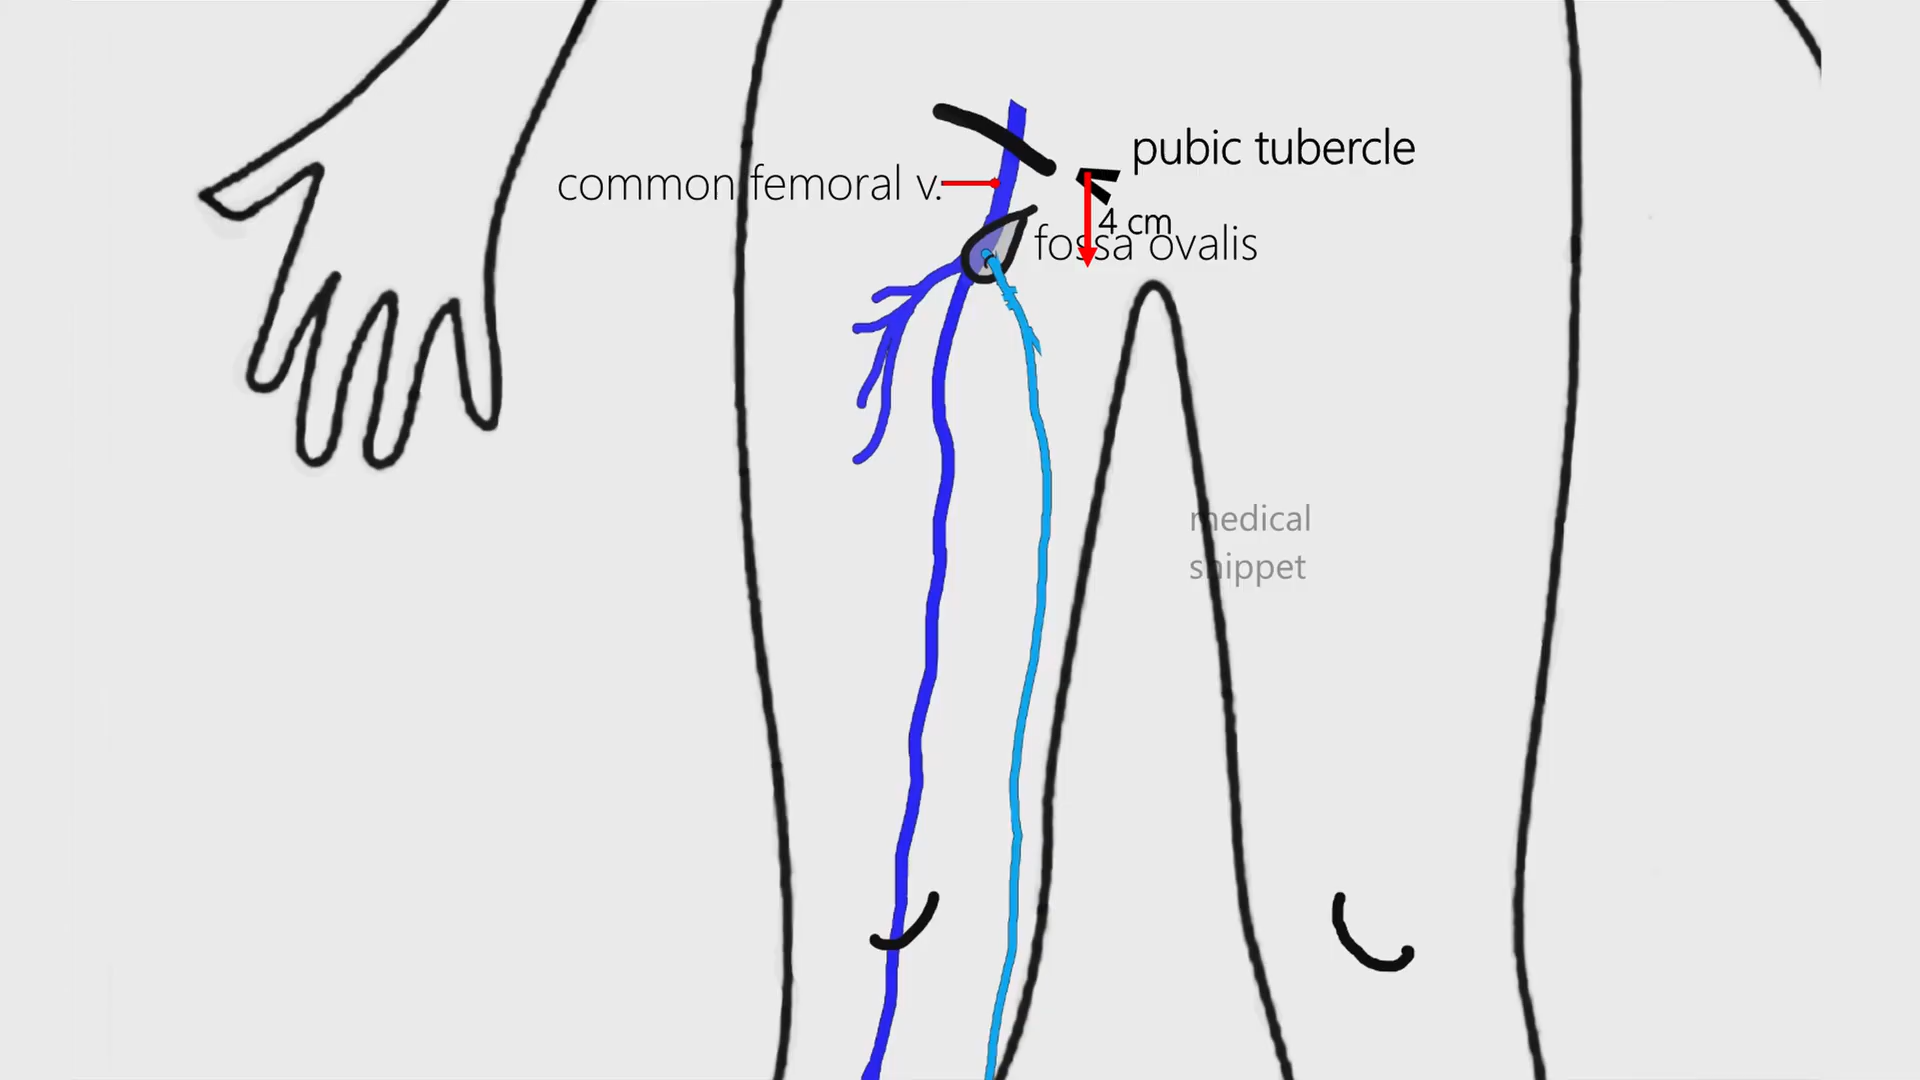 pubic tubercle
common femoral v.
4 cm
fossa ovalis
medical
snippet